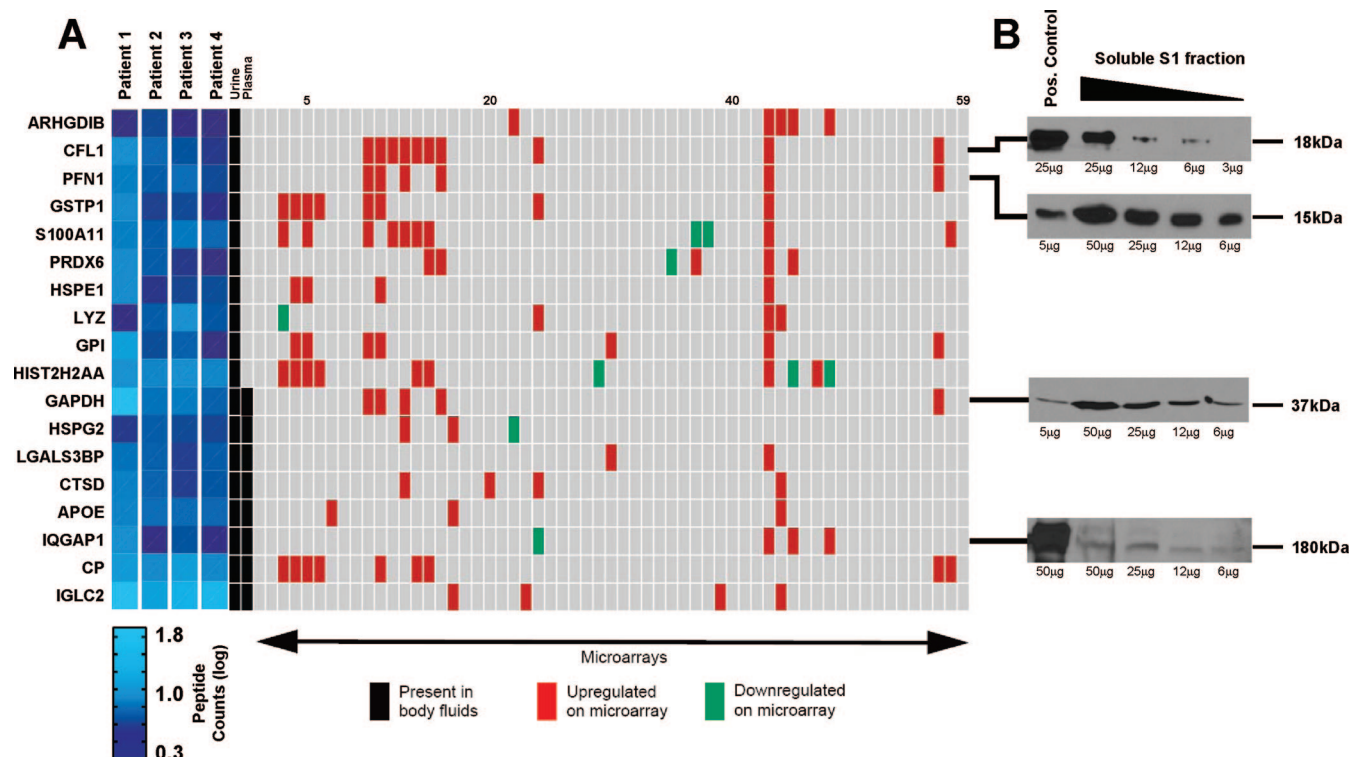 A
Patient 1
Patient 2
Patient 3
Patient 4
Urine
Plasma
5
20
40
59
ARHGDIB
CFL1
PFN1
GSTP1
S100A11
PRDX6
HSPE1
LYZ
GPI
HIST2H2AA
GAPDH
HSPG2
LGALS3BP
CTSD
APOE
IQGAP1
CP
IGLC2
1.8
1.0
0.3
Peptide
Counts (log)
Microarrays
Present in
body fluids
Upregulated
on microarray
Downregulated
on microarray
B
Pos. Control
Soluble S1 fraction
18kDa
25µg 25µg 12µg 6µg 3µg
15kDa
5µg 50µg 25µg 12µg 6µg
37kDa
5µg 50µg 25µg 12µg 6µg
180kDa
50µg 50µg 25µg 12µg 6µg